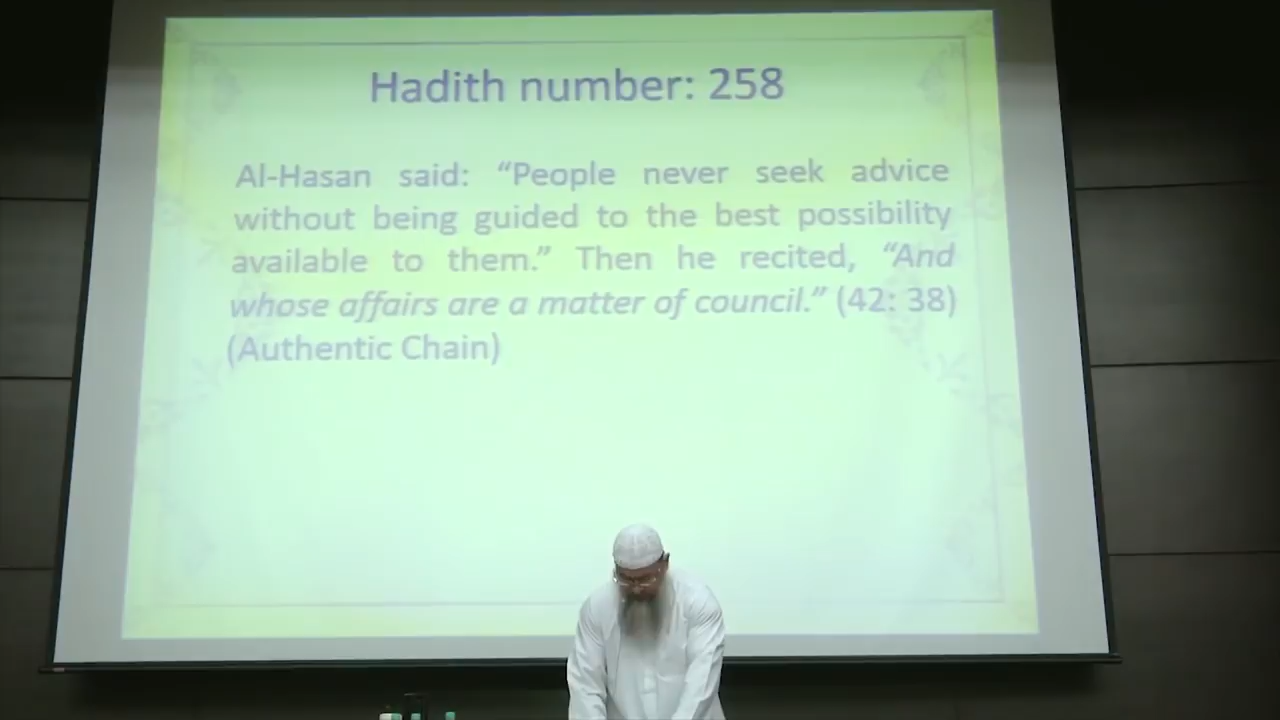 Hadith number: 258
Al-Hasan said: “People never seek advice
without being guided to the best possibility
available to them.” Then he recited, “And
whose affairs are a matter of council.” (42: 38)
(Authentic Chain)